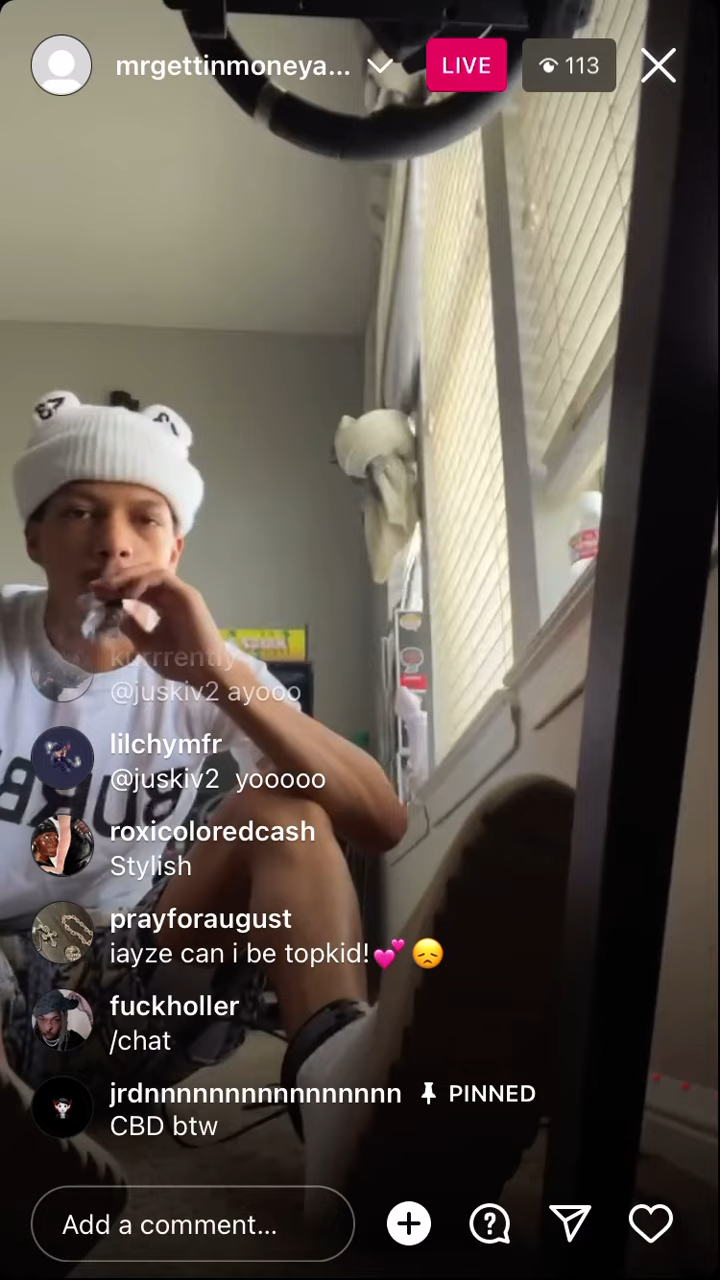 mrgettinmoneya...
LIVE
113
kurrrently
@juskiv2 ayooo
lilchymfr
@juskiv2 yooooo
roxicoloredcash
Stylish
prayforaugust
iayze can i be topkid!💕 😞
fuckholler
/chat
jrdnnnnnnnnnnnnnnnnn PINNED
CBD btw
Add a comment...